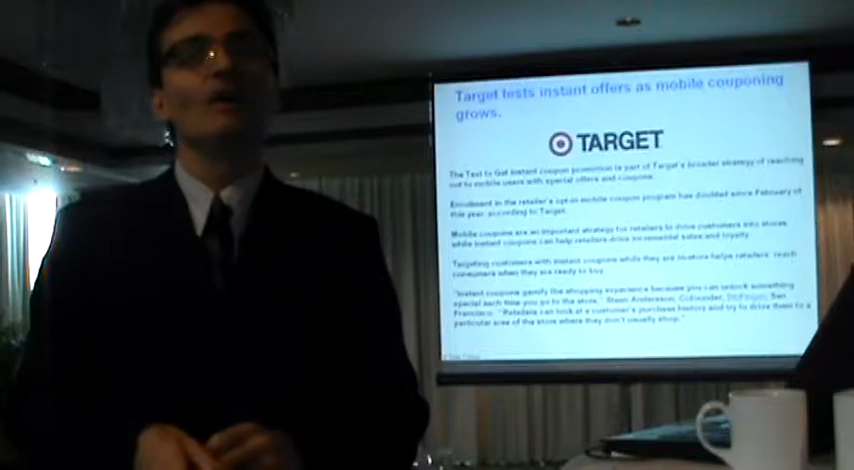 Target tests instant offers as mobile couponing
grows.
TARGET
The Text to Get instant coupon promotion is part of Target's broader strategy of reaching
out to mobile users with special offers and coupons.
Enrollment in the retailer's opt-in mobile coupon program has doubled since February of
this year, according to Target.
Mobile coupons are an important strategy for retailers to drive customers into stores
while instant coupons can help retailers drive incremental sales and loyalty.
Targeting customers with instant coupons while they are in-store helps retailers reach
consumers when they are ready to buy.
"Instant coupons gamify the shopping experience because you can unlock something
special each time you go to the store," CoFounder, San
Francisco. "Retailers can look at a customer's purchase history and try to drive them to a
particular area of the store where they don't usually shop."